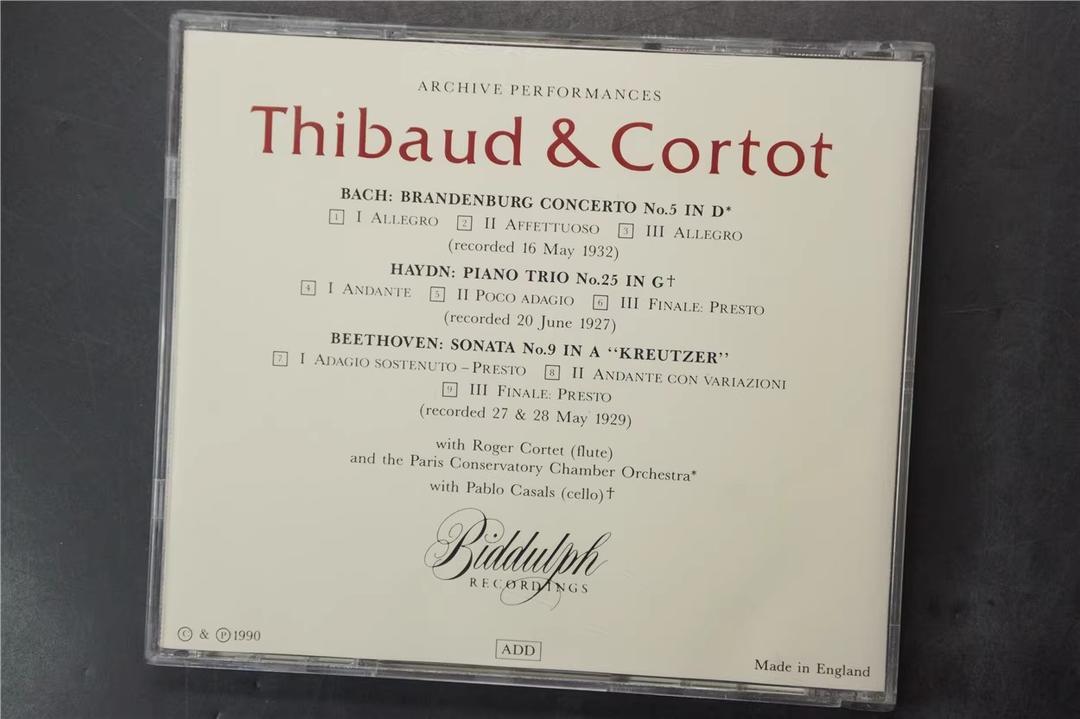 ARCHIVE PERFORMANCES
Thibaud & Cortot
BACH: BRANDENBURG CONCERTO No.5 IN D*
1 I ALLEGRO 2 II AFFETTUOSO 3 III ALLEGRO
(recorded 16 May 1932)
HAYDN: PIANO TRIO No.25 IN G†
4 I ANDANTE 5 II POCO ADAGIO 6 III FINALE: PRESTO
(recorded 20 June 1927)
BEETHOVEN: SONATA No.9 IN A “KREUTZER”
7 I ADAGIO SOSTENUTO – PRESTO 8 II ANDANTE CON VARIAZIONI
9 III FINALE: PRESTO
(recorded 27 & 28 May 1929)
with Roger Cortet (flute)
and the Paris Conservatory Chamber Orchestra*
with Pablo Casals (cello)†
Biddulph
RECORDINGS
© & ℗ 1990
ADD
Made in England